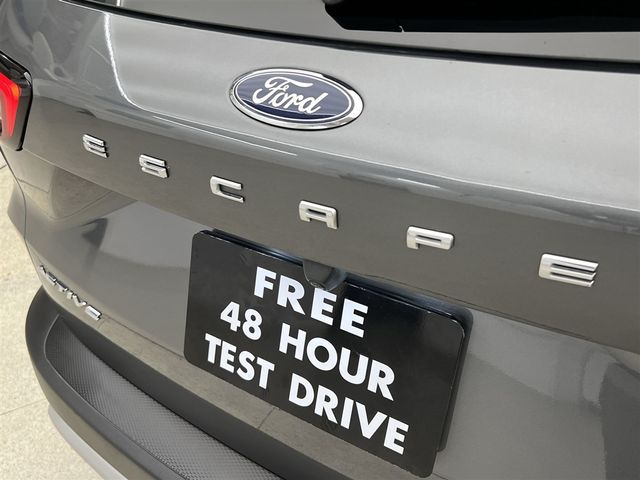 Ford
ESCAPE
ACTIVE
FREE
48 HOUR
TEST DRIVE